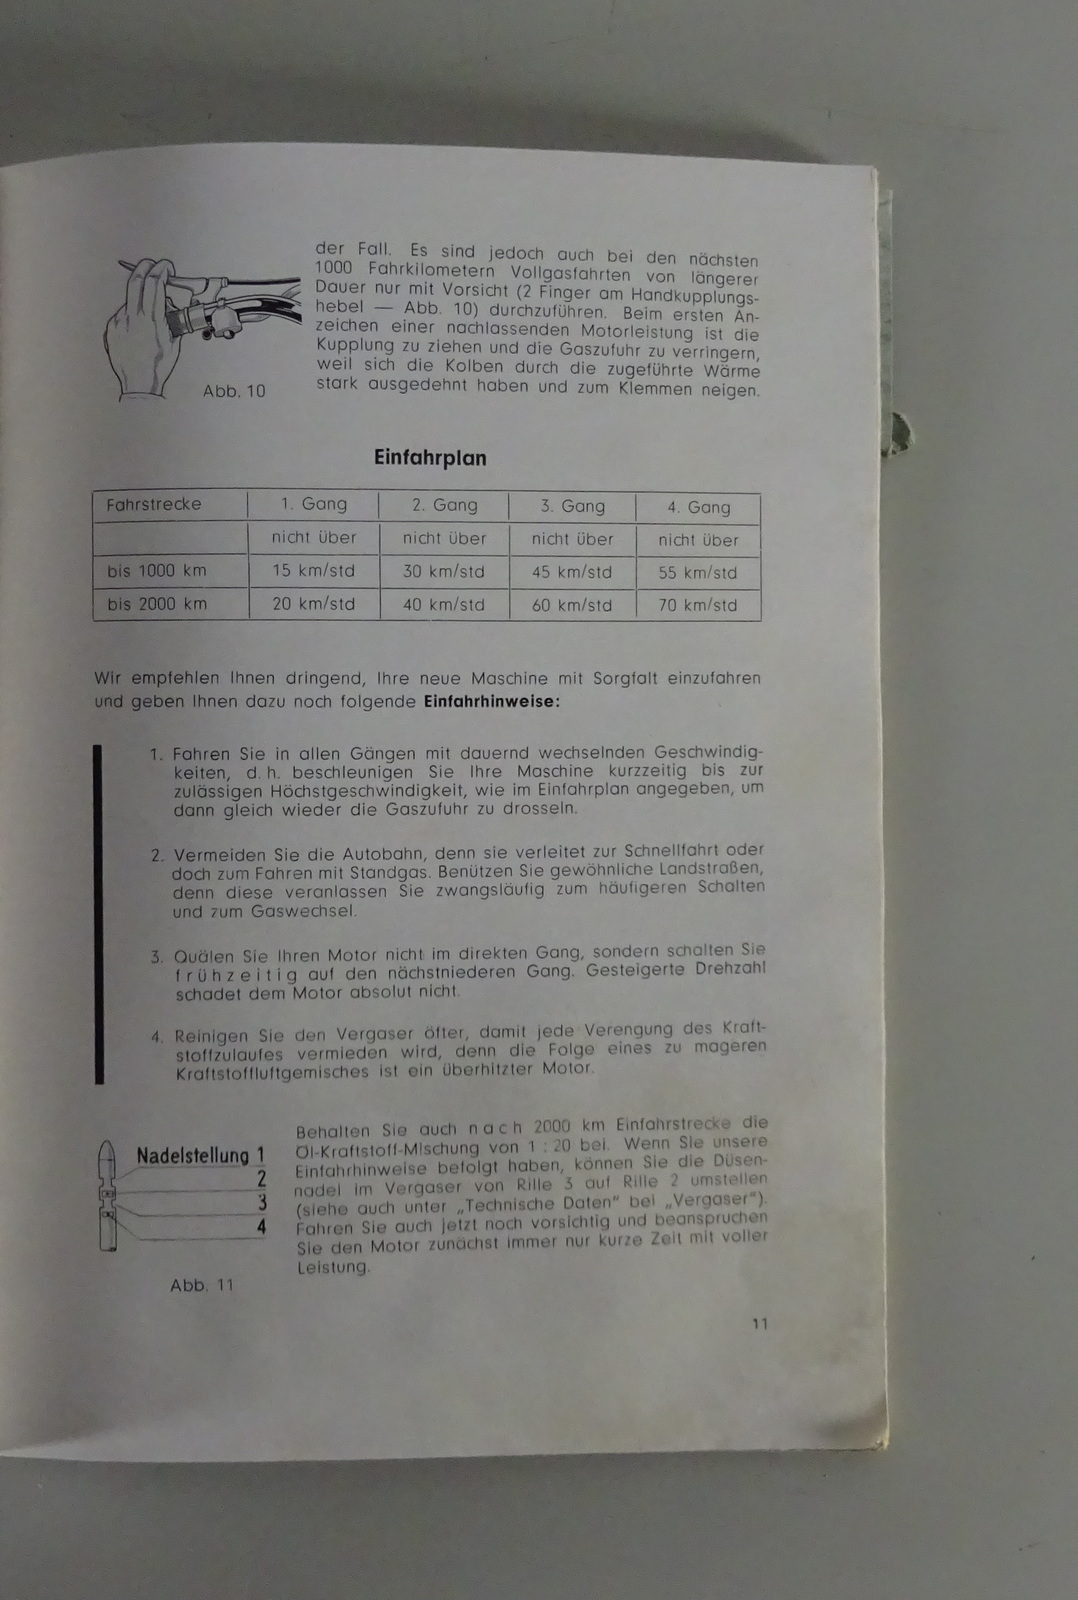 der Fall. Es sind jedoch auch bei den nächsten
1000 Fahrkilometern Vollgasfahrten von längerer
Dauer nur mit Vorsicht (2 Finger am Handkupplungs-
hebel — Abb. 10) durchzuführen. Beim ersten An-
zeichen einer nachlassenden Motorleistung ist die
Kupplung zu ziehen und die Gaszufuhr zu verringern,
weil sich die Kolben durch die zugeführte Wärme
stark ausgedehnt haben und zum Klemmen neigen.
Abb. 10
Einfahrplan
Fahrstrecke 1. Gang 2. Gang 3. Gang 4. Gang
nicht über nicht über nicht über nicht über
bis 1000 km 15 km/std 30 km/std 45 km/std 55 km/std
bis 2000 km 20 km/std 40 km/std 60 km/std 70 km/std
Wir empfehlen Ihnen dringend, Ihre neue Maschine mit Sorgfalt einzufahren
und geben Ihnen dazu noch folgende Einfahrhinweise:
1. Fahren Sie in allen Gängen mit dauernd wechselnden Geschwindig-
keiten, d. h. beschleunigen Sie Ihre Maschine kurzzeitig bis zur
zulässigen Höchstgeschwindigkeit, wie im Einfahrplan angegeben, um
dann gleich wieder die Gaszufuhr zu drosseln.
2. Vermeiden Sie die Autobahn, denn sie verleitet zur Schnellfahrt oder
doch zum Fahren mit Standgas. Benützen Sie gewöhnliche Landstraßen,
denn diese veranlassen Sie zwangsläufig zum häufigeren Schalten
und zum Gaswechsel.
3. Quälen Sie Ihren Motor nicht im direkten Gang, sondern schalten Sie
frühzeitig auf den nächstniederen Gang. Gesteigerte Drehzahl
schadet dem Motor absolut nicht.
4. Reinigen Sie den Vergaser öfter, damit jede Verengung des Kraft-
stoffzulaufes vermieden wird, denn die Folge eines zu mageren
Kraftstoffluftgemisches ist ein überhitzter Motor.
Nadelstellung 1
2
3
4
Abb. 11
Behalten Sie auch nach 2000 km Einfahrstrecke die
Öl-Kraftstoff-Mischung von 1 : 20 bei. Wenn Sie unsere
Einfahrhinweise befolgt haben, können Sie die Düsen-
nadel im Vergaser von Rille 3 auf Rille 2 umstellen
(siehe auch unter „Technische Daten“ bei „Vergaser“).
Fahren Sie auch jetzt noch vorsichtig und beanspruchen
Sie den Motor zunächst immer nur kurze Zeit mit voller
Leistung.
11